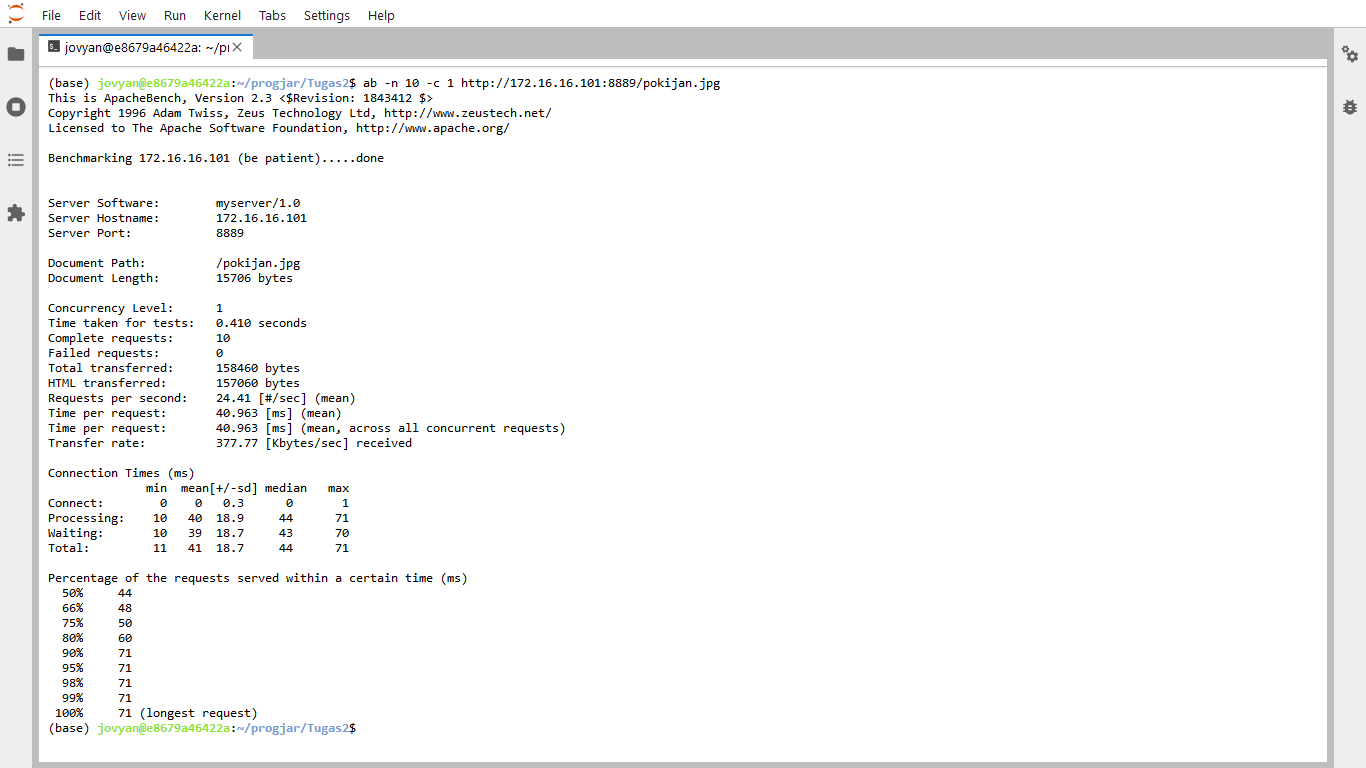 File Edit View Run Kernel Tabs Settings Help
jovyan@e8679a46422a: ~/pr
(base) jovyan@e8679a46422a:~/progjar/Tugas2$ ab -n 10 -c 1 http://172.16.16.101:8889/pokijan.jpg
This is ApacheBench, Version 2.3 <$Revision: 1843412 $>
Copyright 1996 Adam Twiss, Zeus Technology Ltd, http://www.zeustech.net/
Licensed to The Apache Software Foundation, http://www.apache.org/
Benchmarking 172.16.16.101 (be patient).....done
Server Software:        myserver/1.0
Server Hostname:        172.16.16.101
Server Port:            8889
Document Path:          /pokijan.jpg
Document Length:        15706 bytes
Concurrency Level:      1
Time taken for tests:   0.410 seconds
Complete requests:      10
Failed requests:        0
Total transferred:      158460 bytes
HTML transferred:       157060 bytes
Requests per second:    24.41 [#/sec] (mean)
Time per request:       40.963 [ms] (mean)
Time per request:       40.963 [ms] (mean, across all concurrent requests)
Transfer rate:          377.77 [Kbytes/sec] received
Connection Times (ms)
              min  mean[+/-sd] median   max
Connect:        0    0   0.3      0       1
Processing:    10   40  18.9     44      71
Waiting:       10   39  18.7     43      70
Total:         11   41  18.7     44      71
Percentage of the requests served within a certain time (ms)
  50%     44
  66%     48
  75%     50
  80%     60
  90%     71
  95%     71
  98%     71
  99%     71
 100%     71 (longest request)
(base) jovyan@e8679a46422a:~/progjar/Tugas2$